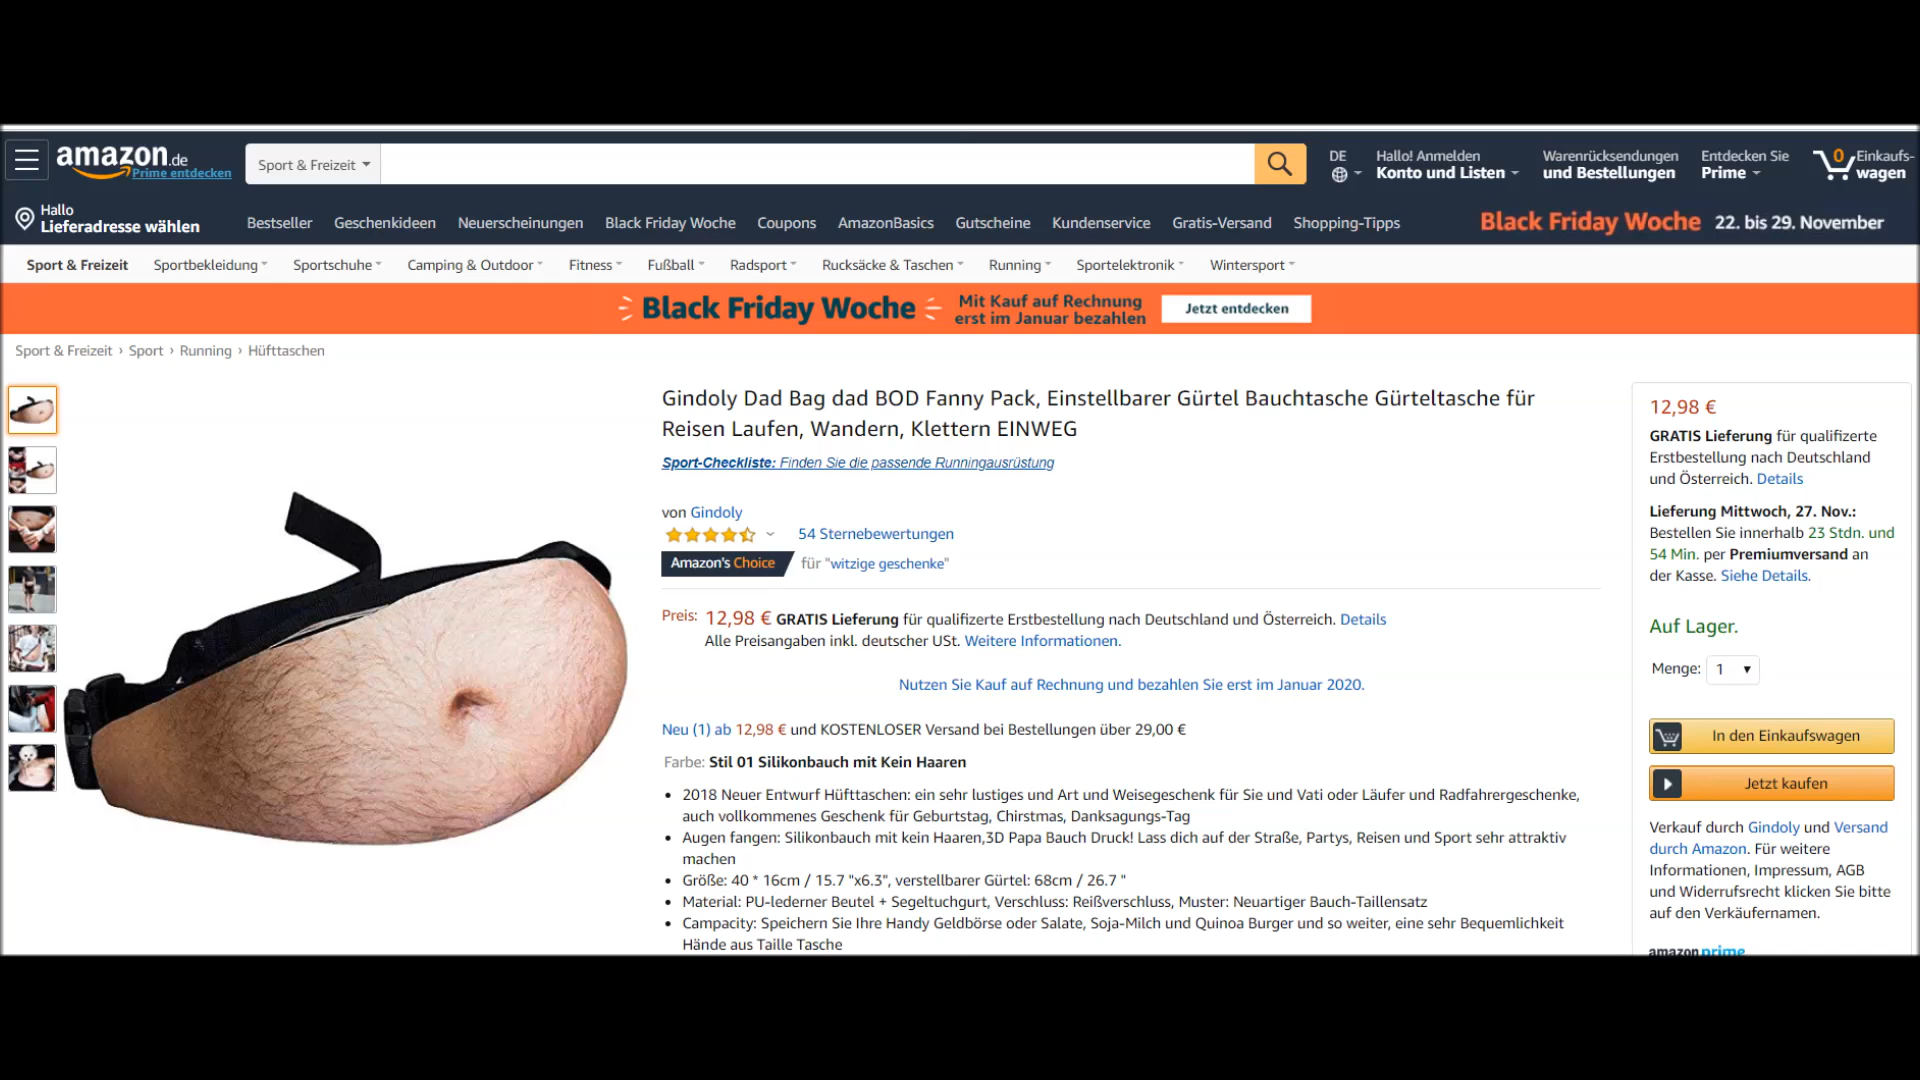 amazon.de
Prime entdecken
Sport & Freizeit
DE
Hallo! Anmelden
Konto und Listen
Warenrücksendungen
und Bestellungen
Entdecken Sie
Prime
0
Einkaufs-
wagen
Hallo
Lieferadresse wählen
Bestseller Geschenkideen Neuerscheinungen Black Friday Woche Coupons AmazonBasics Gutscheine Kundenservice Gratis-Versand Shopping-Tipps
Black Friday Woche 22. bis 29. November
Sport & Freizeit Sportbekleidung Sportschuhe Camping & Outdoor Fitness Fußball Radsport Rucksäcke & Taschen Running Sportelektronik Wintersport
Black Friday Woche
Mit Kauf auf Rechnung
erst im Januar bezahlen
Jetzt entdecken
Sport & Freizeit › Sport › Running › Hüfttaschen
Gindoly Dad Bag dad BOD Fanny Pack, Einstellbarer Gürtel Bauchtasche Gürteltasche für
Reisen Laufen, Wandern, Klettern EINWEG
Sport-Checkliste: Finden Sie die passende Runningausrüstung
von Gindoly
54 Sternebewertungen
Amazon's Choice für "witzige geschenke"
Preis: 12,98 € GRATIS Lieferung für qualifizierte Erstbestellung nach Deutschland und Österreich. Details
Alle Preisangaben inkl. deutscher USt. Weitere Informationen.
Nutzen Sie Kauf auf Rechnung und bezahlen Sie erst im Januar 2020.
Neu (1) ab 12,98 € und KOSTENLOSER Versand bei Bestellungen über 29,00 €
Farbe: Stil 01 Silikonbauch mit Kein Haaren
• 2018 Neuer Entwurf Hüfttaschen: ein sehr lustiges und Art und Weisegeschenk für Sie und Vati oder Läufer und Radfahrergeschenke,
auch vollkommenes Geschenk für Geburtstag, Chirstmas, Danksagungs-Tag
• Augen fangen: Silikonbauch mit kein Haaren,3D Papa Bauch Druck! Lass dich auf der Straße, Partys, Reisen und Sport sehr attraktiv
machen
• Größe: 40 * 16cm / 15.7 "x6.3", verstellbarer Gürtel: 68cm / 26.7 "
• Material: PU-lederner Beutel + Segeltuchgurt, Verschluss: Reißverschluss, Muster: Neuartiger Bauch-Taillensatz
• Campacity: Speichern Sie Ihre Handy Geldbörse oder Salate, Soja-Milch und Quinoa Burger und so weiter, eine sehr Bequemlichkeit
Hände aus Taille Tasche
12,98 €
GRATIS Lieferung für qualifizierte
Erstbestellung nach Deutschland
und Österreich. Details
Lieferung Mittwoch, 27. Nov.:
Bestellen Sie innerhalb 23 Stdn. und
54 Min. per Premiumversand an
der Kasse. Siehe Details.
Auf Lager.
Menge: 1
In den Einkaufswagen
Jetzt kaufen
Verkauf durch Gindoly und Versand
durch Amazon. Für weitere
Informationen, Impressum, AGB
und Widerrufsrecht klicken Sie bitte
auf den Verkäufernamen.
amazon prime